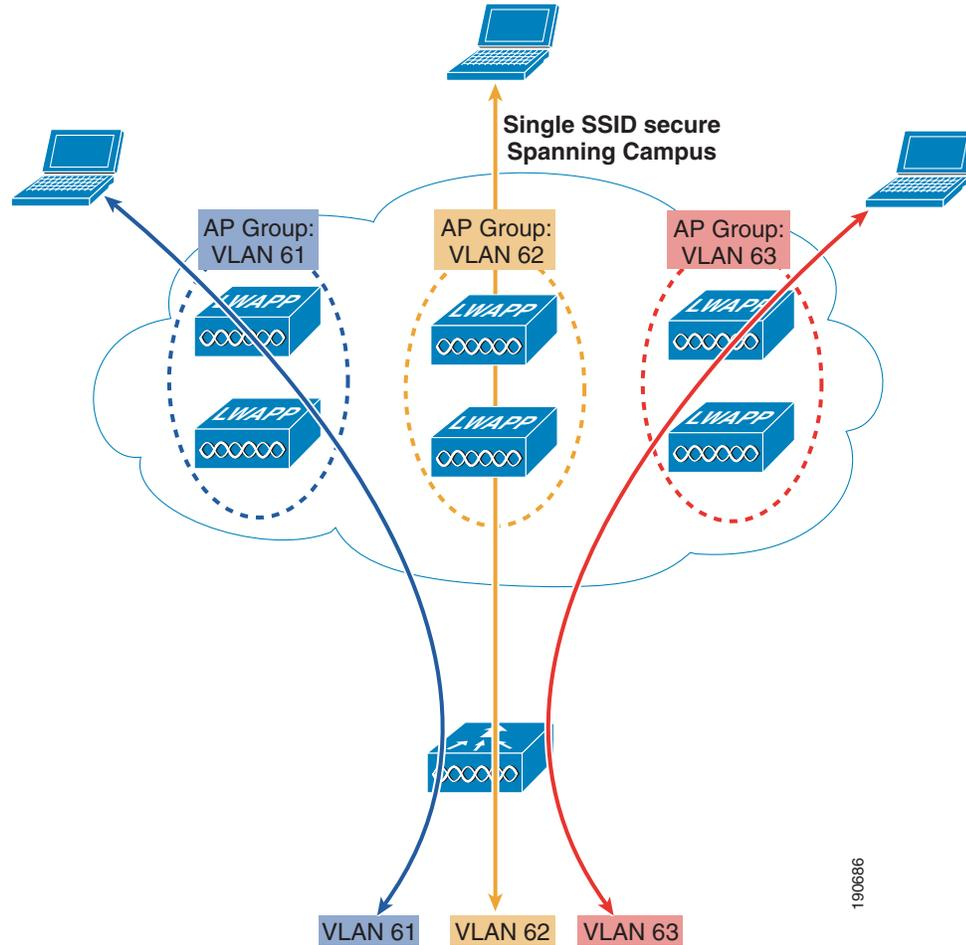 Single SSID secure
Spanning Campus
AP Group:
VLAN 61
AP Group:
VLAN 62
AP Group:
VLAN 63
LWAPP
LWAPP
LWAPP
LWAPP
LWAPP
LWAPP
VLAN 61
VLAN 62
VLAN 63
190686